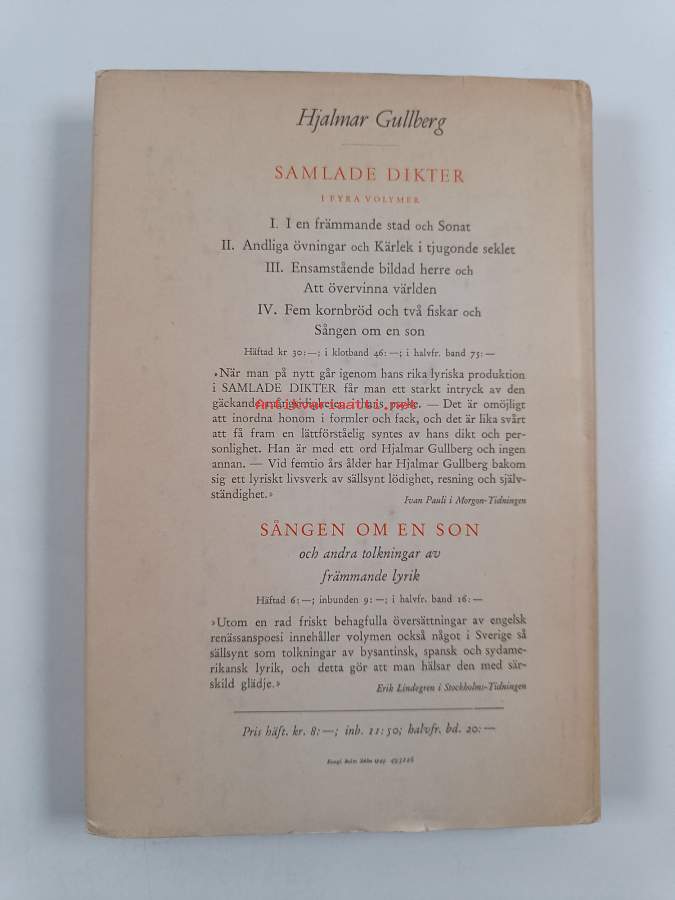 Hjalmar Gullberg
SAMLADE DIKTER
I FYRA VOLYMER
I. I en främmande stad och Sonat
II. Andliga övningar och Kärlek i tjugonde seklet
III. Ensamstående bildad herre och
Att övervinna världen
IV. Fem kornbröd och två fiskar och
Sången om en son
Häftad kr 30:—; i klotband 46:—; i halvfr. band 75:—
»När man på nytt går igenom hans rika lyriska produktion
i SAMLADE DIKTER får man ett starkt intryck av den
gäckande i hans — Det är omöjligt
Antikvariaatti.net
att inordna honom i formler och fack, och det är lika svårt
att få fram en lättförståelig syntes av hans dikt och per-
sonlighet. Han är med ett ord Hjalmar Gullberg och ingen
annan. — Vid femtio års ålder har Hjalmar Gullberg bakom
sig ett lyriskt livsverk av sällsynt lödighet, resning och själv-
ständighet.»
Ivan Pauli i Morgon-Tidningen
SÅNGEN OM EN SON
och andra tolkningar av
främmande lyrik
Häftad 6:—; inbunden 9:—; i halvfr. band 16:—
»Utom en rad friskt behagfulla översättningar av engelsk
renässanspoesi innehåller volymen också något i Sverige så
sällsynt som tolkningar av bysantinsk, spansk och sydame-
rikansk lyrik, och detta gör att man hälsar den med sär-
skild glädje.»
Erik Lindegren i Stockholms-Tidningen
Pris häft. kr. 8:—; inb. 11:50; halvfr. bd. 20:—